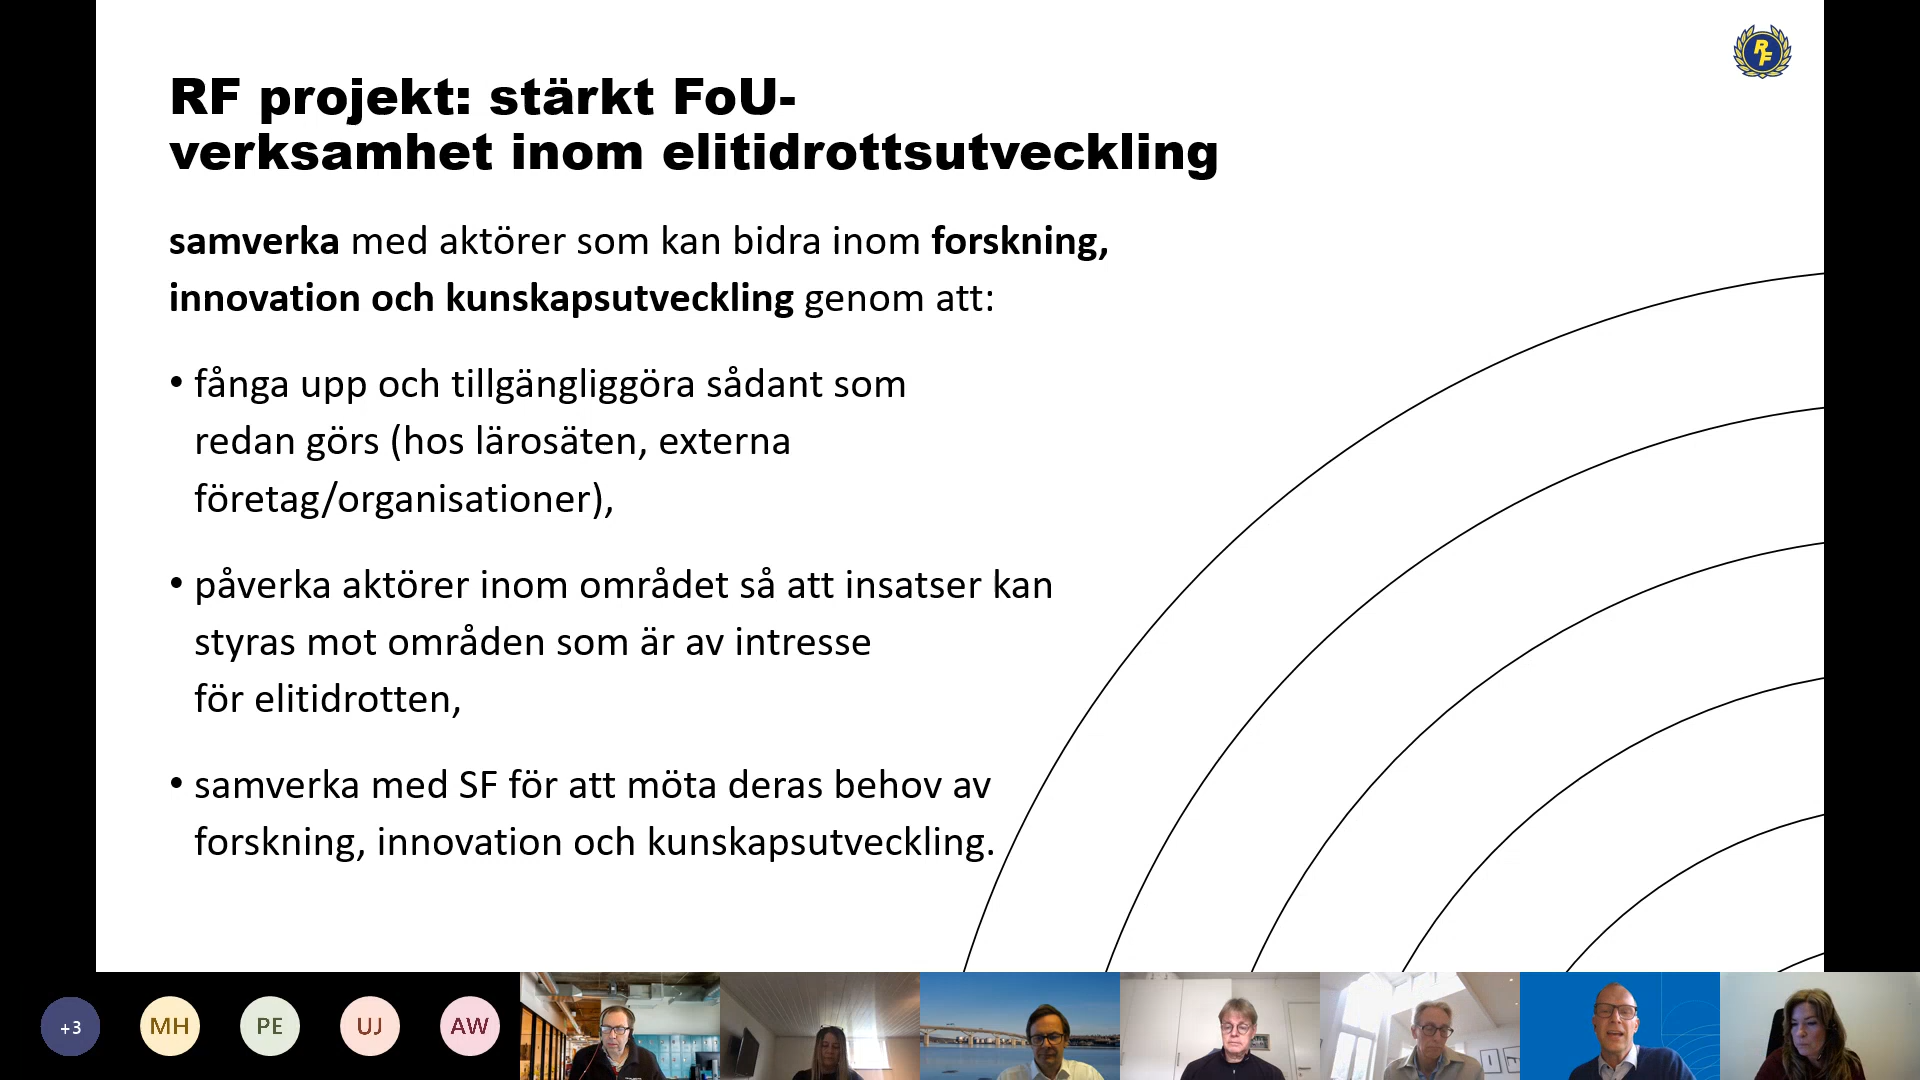 RF
RF projekt: stärkt FoU-
verksamhet inom elitidrottsutveckling
samverka med aktörer som kan bidra inom forskning,
innovation och kunskapsutveckling genom att:
• fånga upp och tillgängliggöra sådant som
redan görs (hos lärosäten, externa
företag/organisationer),
• påverka aktörer inom området så att insatser kan
styras mot områden som är av intresse
för elitidrotten,
• samverka med SF för att möta deras behov av
forskning, innovation och kunskapsutveckling.
+3 MH PE UJ AW